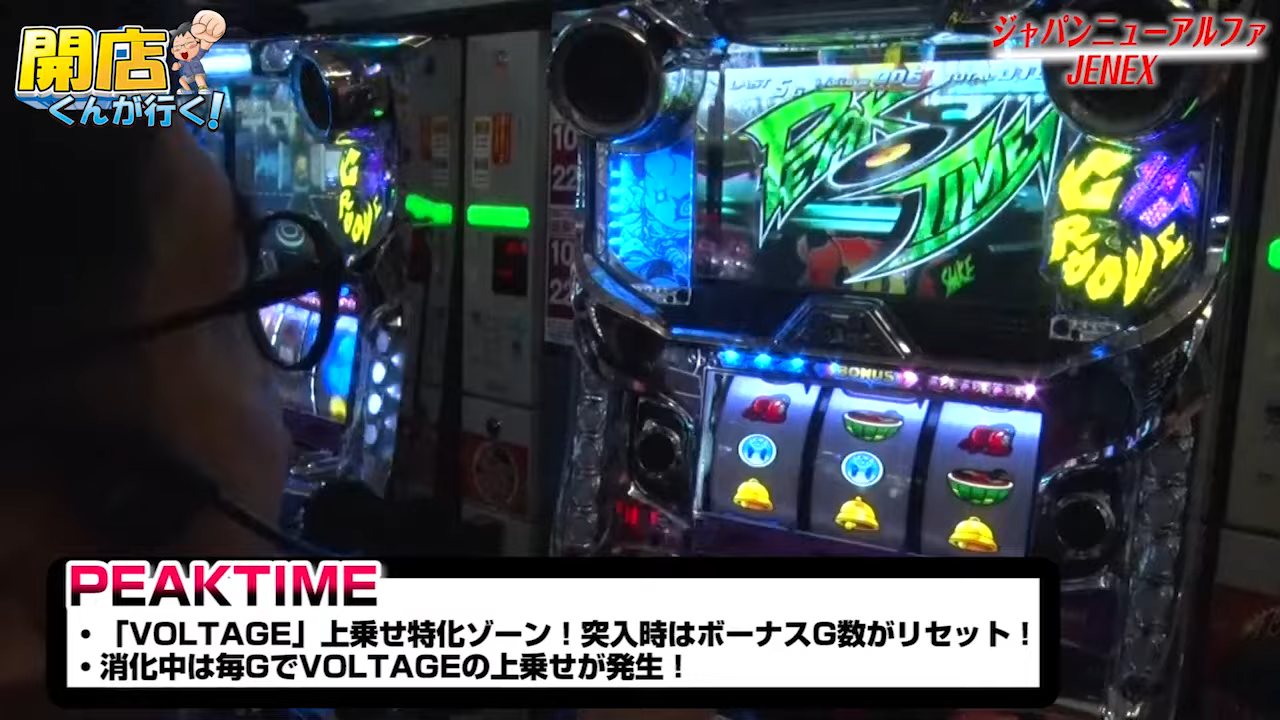 開店
くんが行く!
ジャパンニューアルファ
JENEX
LAST 5G
PEAK
TIME
GROOVE
GROOVE
BONUS
PEAKTIME
・「VOLTAGE」上乗せ特化ゾーン!突入時はボーナスG数がリセット!
・消化中は毎GでVOLTAGEの上乗せが発生!